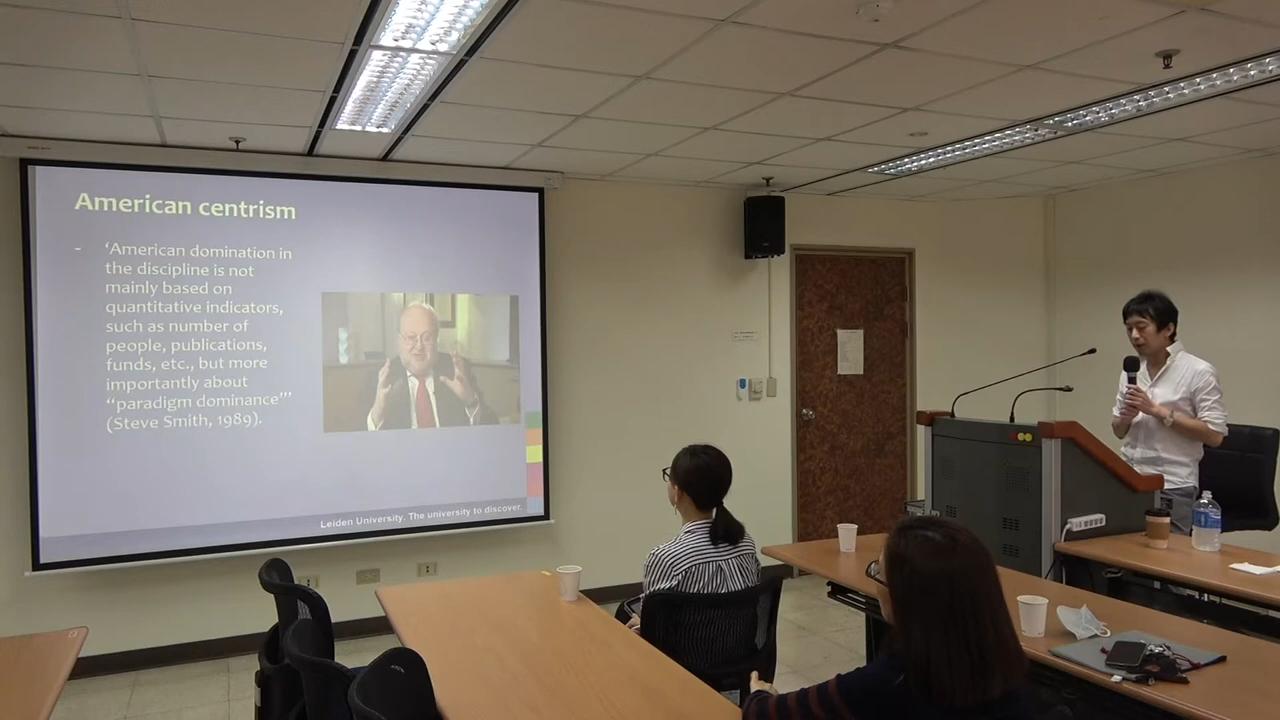 American centrism
- ‘American domination in
the discipline is not
mainly based on
quantitative indicators,
such as number of
people, publications,
funds, etc., but more
importantly about
“paradigm dominance”’
(Steve Smith, 1989).
Leiden University. The university to discover.